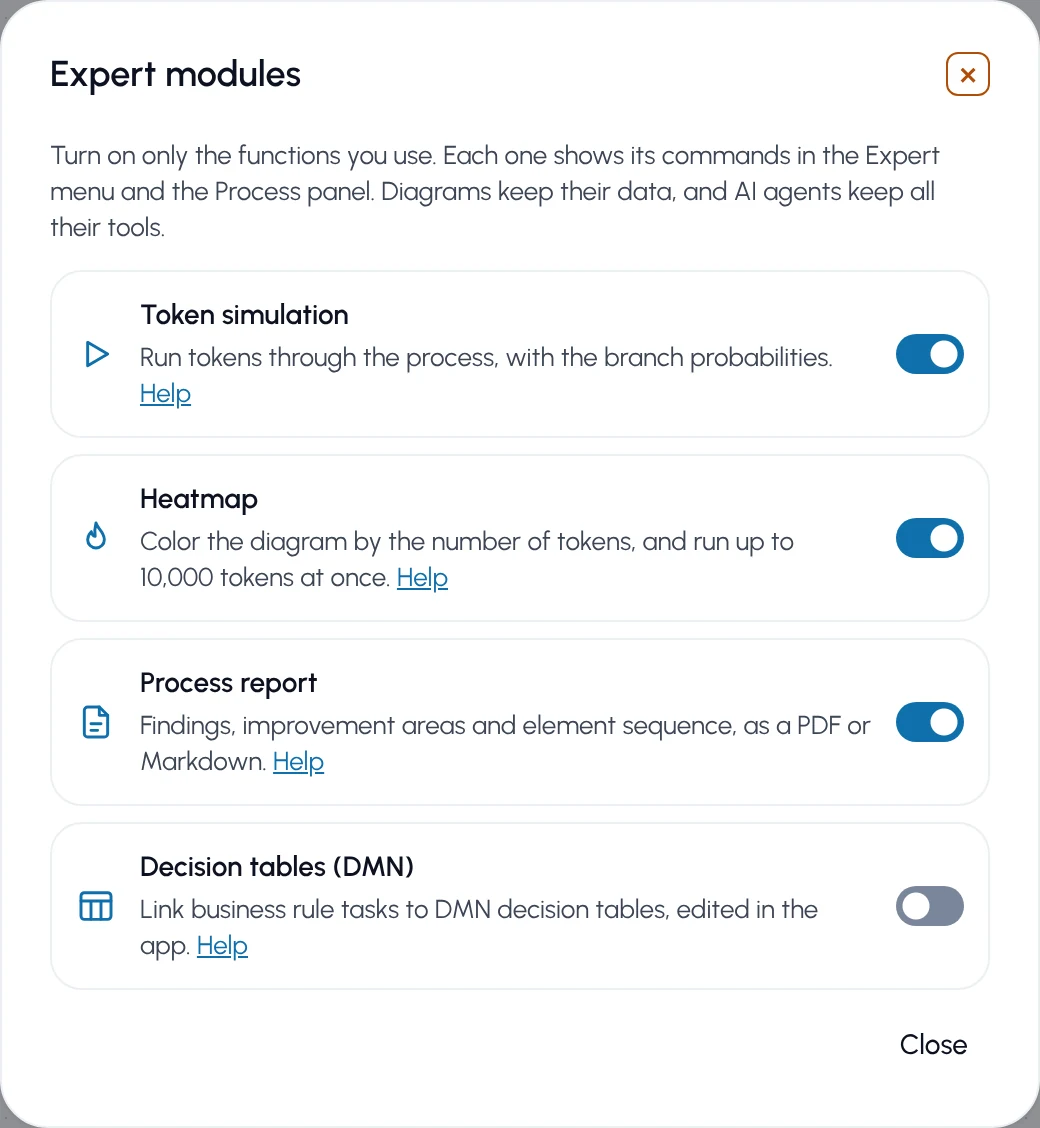 Expert modules
Turn on only the functions you use. Each one shows its commands in the Expert
menu and the Process panel. Diagrams keep their data, and AI agents keep all
their tools.
Token simulation
Run tokens through the process, with the branch probabilities.
Help
Heatmap
Color the diagram by the number of tokens, and run up to
10,000 tokens at once. Help
Process report
Findings, improvement areas and element sequence, as a PDF or
Markdown. Help
Decision tables (DMN)
Link business rule tasks to DMN decision tables, edited in the
app. Help
Close